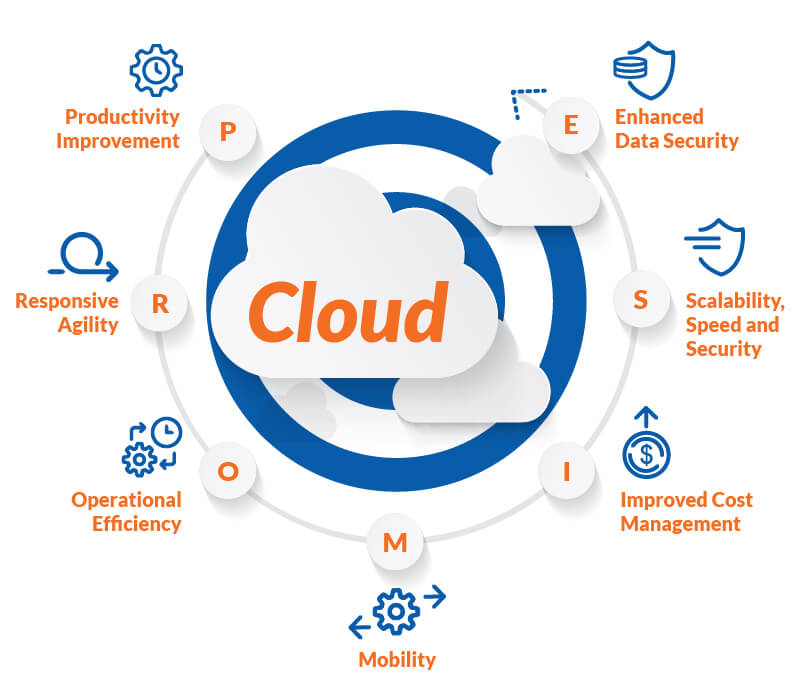 P
Productivity
Improvement
R
Responsive
Agility
O
Operational
Efficiency
M
Mobility
I
Improved Cost
Management
$
S
Scalability,
Speed and
Security
E
Enhanced
Data Security
Cloud